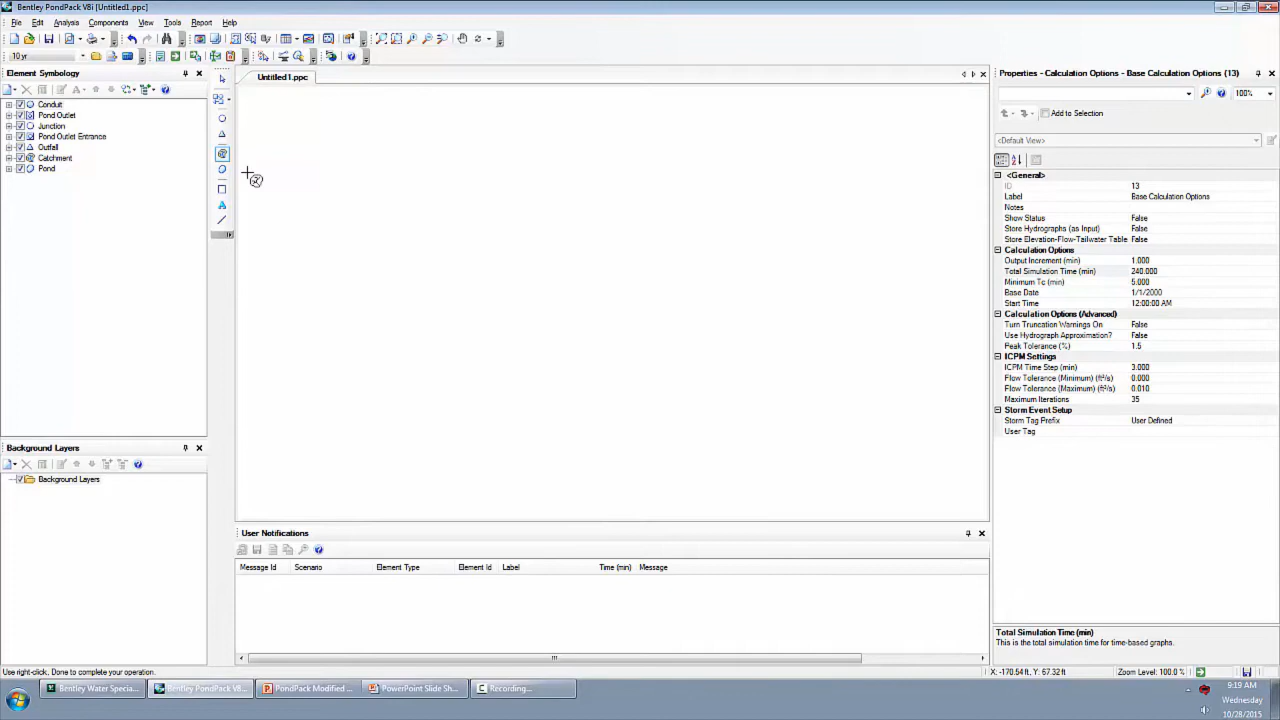 Bentley PondPack V8i [Untitled1.ppc]
File Edit Analysis Components View Tools Report Help
10 yr
Element Symbology
Conduit
Pond Outlet
Junction
Pond Outlet Entrance
Outfall
Catchment
Pond
Background Layers
Background Layers
Untitled1.ppc
User Notifications
Message Id Scenario Element Type Element Id Label Time (min) Message
Properties - Calculation Options - Base Calculation Options (13)
100%
Add to Selection
<Default View>
<General>
ID 13
Label Base Calculation Options
Notes
Show Status False
Store Hydrographs (as Input) False
Store Elevation-Flow-Tailwater Table False
Calculation Options
Output Increment (min) 1.000
Total Simulation Time (min) 240.000
Minimum Tc (min) 5.000
Base Date 1/1/2000
Start Time 12:00:00 AM
Calculation Options (Advanced)
Turn Truncation Warnings On False
Use Hydrograph Approximation? False
Peak Tolerance (%) 1.5
ICPM Settings
ICPM Time Step (min) 3.000
Flow Tolerance (Minimum) (ft³/s) 0.000
Flow Tolerance (Maximum) (ft³/s) 0.010
Maximum Iterations 35
Storm Event Setup
Storm Tag Prefix User Defined
User Tag
Total Simulation Time (min)
This is the total simulation time for time-based graphs.
Use right-click, Done to complete your operation.
X: -170.54 ft, Y: 67.32 ft Zoom Level: 100.0 %
Bentley Water Specia... Bentley PondPack V8... PondPack Modified ... PowerPoint Slide Sh... Recording...
9:19 AM
Wednesday
10/28/2015